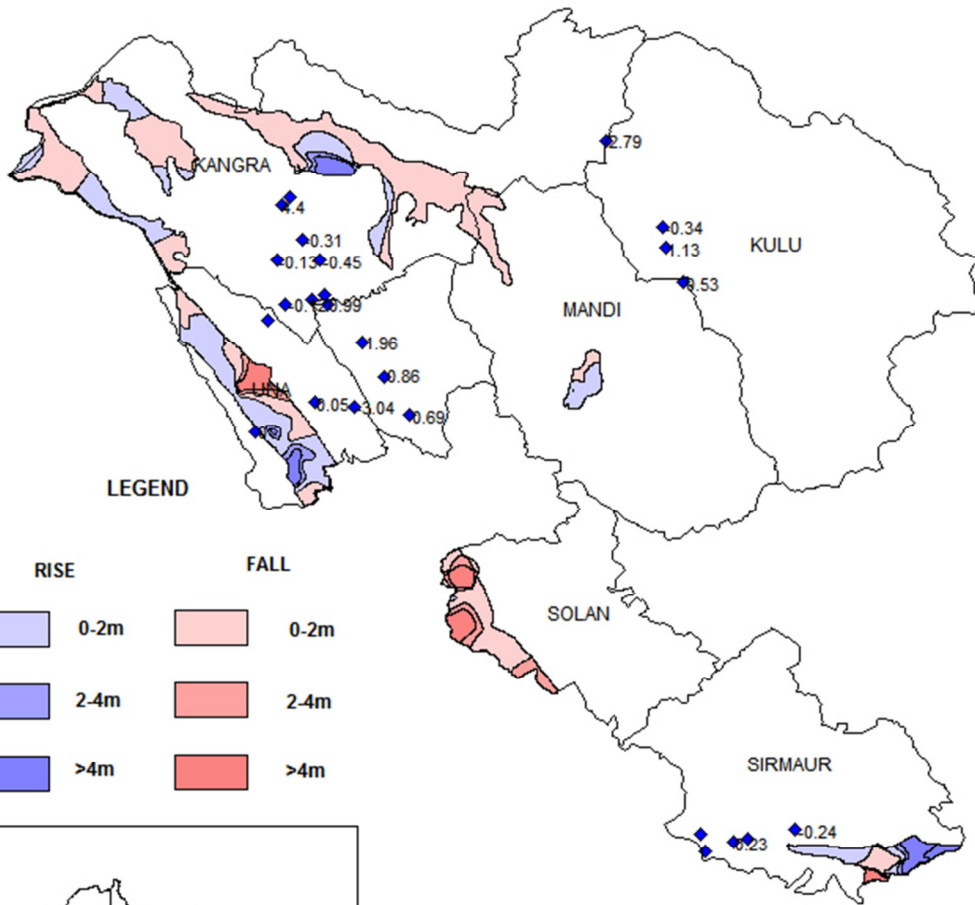 2.79
KANGRA
4.4
-0.34
-0.31
1.13
KULU
-0.13
-0.45
9.53
0.99
MANDI
1.96
0.86
UNA
0.05
-3.04
0.69
LEGEND
RISE FALL
0-2m 0-2m
SOLAN
2-4m 2-4m
SIRMAUR
>4m >4m
-0.24
0.23